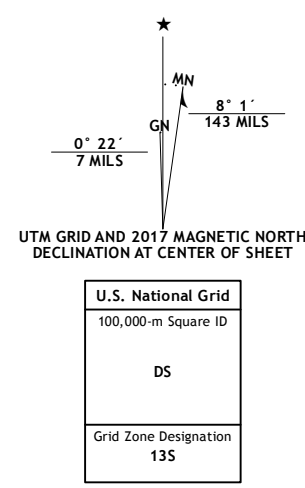 ★
MN
GN
8° 1´
143 MILS
0° 22´
7 MILS
UTM GRID AND 2017 MAGNETIC NORTH
DECLINATION AT CENTER OF SHEET
U.S. National Grid
100,000-m Square ID
DS
Grid Zone Designation
13S